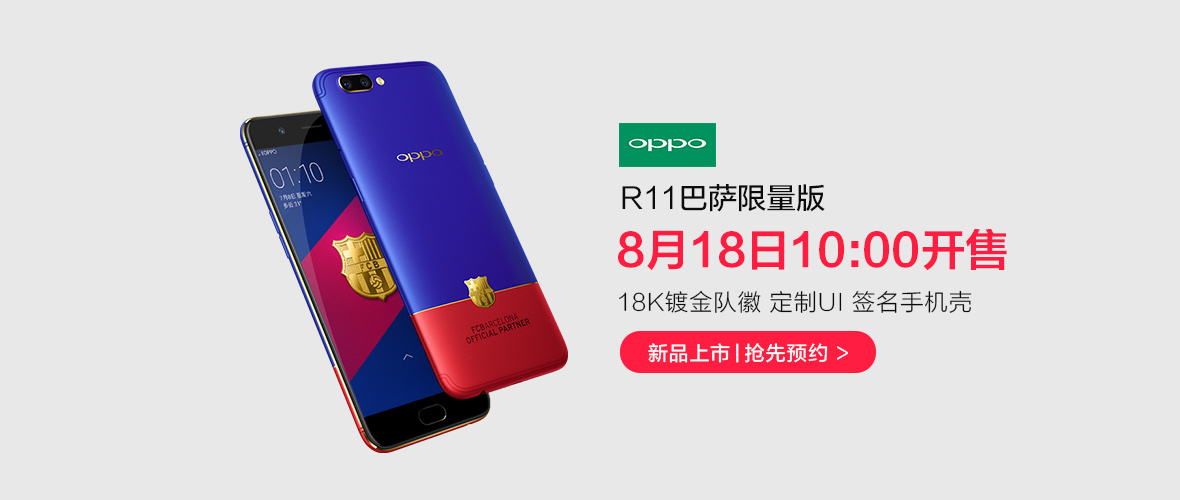 OPPO
01:10
oppo
FCB
FCBARCELONA
OFFICIAL PARTNER
oppo
R11巴萨限量版
8月18日10:00开售
18K镀金队徽 定制UI 签名手机壳
新品上市|抢先预约 >